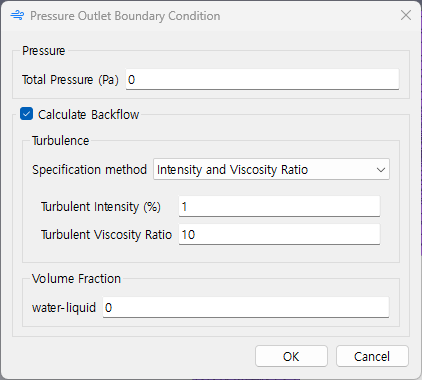 Pressure Outlet Boundary Condition
Pressure
Total Pressure (Pa) 0
Calculate Backflow
Turbulence
Specification method Intensity and Viscosity Ratio
Turbulent Intensity (%) 1
Turbulent Viscosity Ratio 10
Volume Fraction
water-liquid 0
OK Cancel